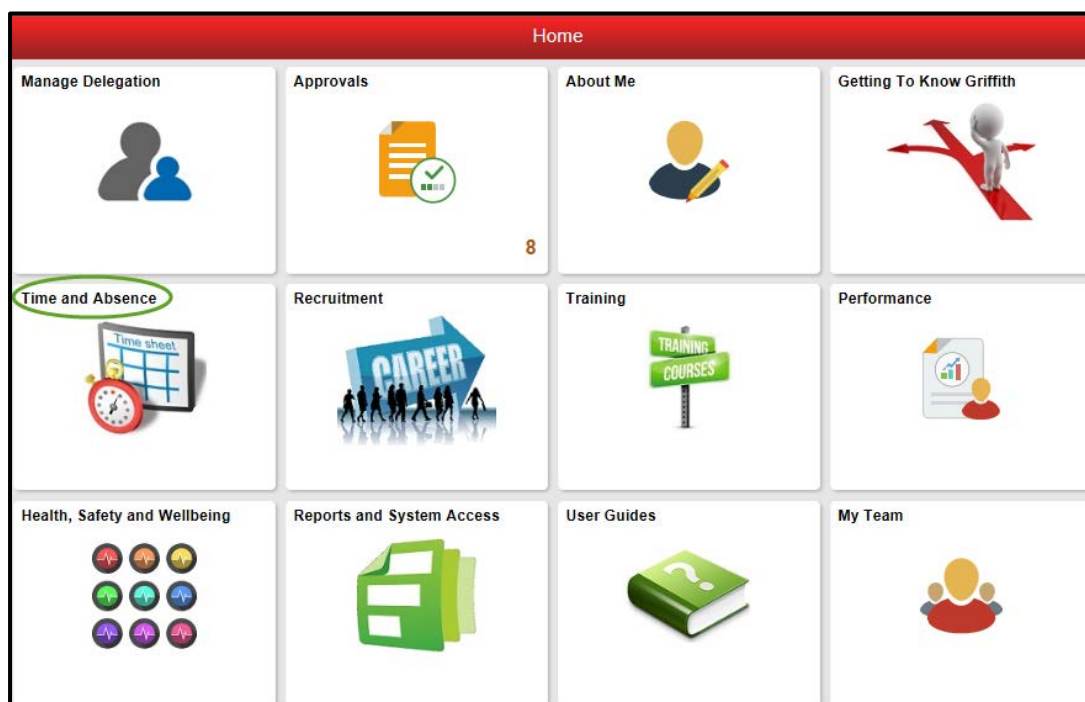 Home
Manage Delegation
Approvals
About Me
Getting To Know Griffith
8
Time and Absence
Recruitment
Training
Performance
Time sheet
CAREER
TRAINING
COURSES
Health, Safety and Wellbeing
Reports and System Access
User Guides
My Team
?